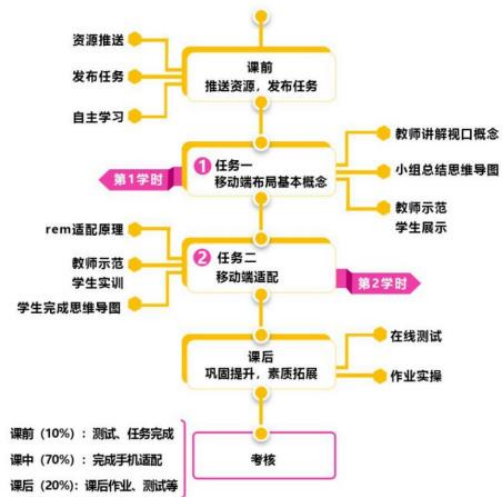 资源推送
发布任务
自主学习
课前
推送资源，发布任务
第1学时
1 任务一
移动端布局基本概念
教师讲解视口概念
小组总结思维导图
教师示范
学生展示
rem适配原理
教师示范
学生实训
学生完成思维导图
2 任务二
移动端适配
第2学时
课后
巩固提升，素质拓展
在线测试
作业实操
课前（10%）：测试、任务完成
课中（70%）：完成手机适配
课后（20%）：课后作业、测试等
考核